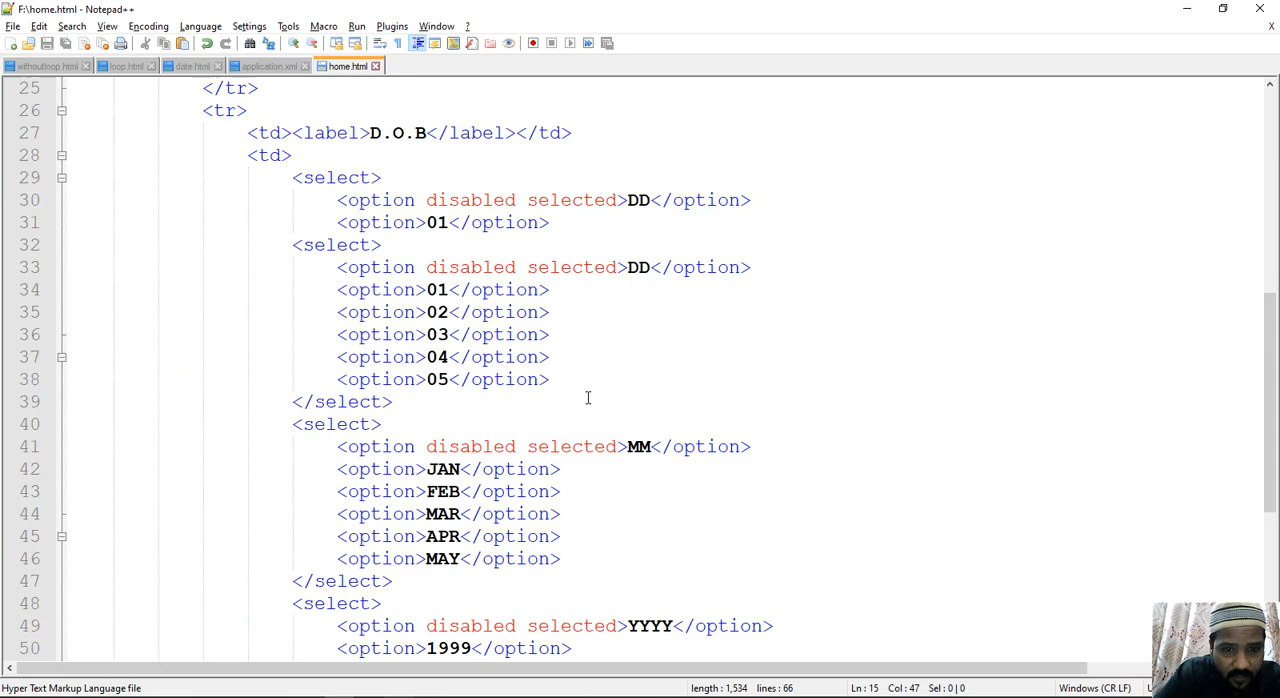 F:\home.html - Notepad++
File Edit Search View Encoding Language Settings Tools Macro Run Plugins Window ?
withoutloop.html loop.html date.html application.xml home.html
25 </tr>
26 <tr>
27 <td><label>D.O.B</label></td>
28 <td>
29 <select>
30 <option disabled selected>DD</option>
31 <option>01</option>
32 <select>
33 <option disabled selected>DD</option>
34 <option>01</option>
35 <option>02</option>
36 <option>03</option>
37 <option>04</option>
38 <option>05</option>
39 </select>
40 <select>
41 <option disabled selected>MM</option>
42 <option>JAN</option>
43 <option>FEB</option>
44 <option>MAR</option>
45 <option>APR</option>
46 <option>MAY</option>
47 </select>
48 <select>
49 <option disabled selected>YYYY</option>
50 <option>1999</option>
Hyper Text Markup Language file length : 1,534 lines : 66 Ln : 15 Col : 47 Sel : 0 | 0 Windows (CR LF)